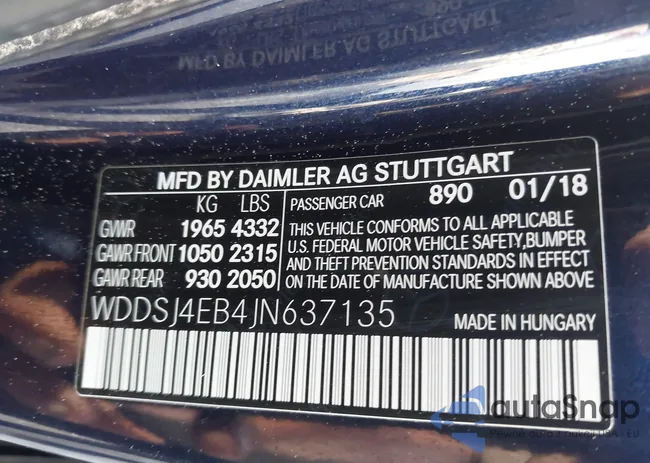 MFD BY DAIMLER AG STUTTGART
KG LBS
GVWR 1965 4332
GAWR FRONT 1050 2315
GAWR REAR 930 2050
PASSENGER CAR 890 01/18
THIS VEHICLE CONFORMS TO ALL APPLICABLE
U.S. FEDERAL MOTOR VEHICLE SAFETY,BUMPER
AND THEFT PREVENTION STANDARDS IN EFFECT
ON THE DATE OF MANUFACTURE SHOWN ABOVE
WDDSJ4EB4JN637135
MADE IN HUNGARY
autaSnap